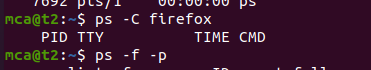 7692 pts/1    00:00:00 ps
mca@t2:~$ ps -C firefox
    PID TTY          TIME CMD
mca@t2:~$ ps -f -p